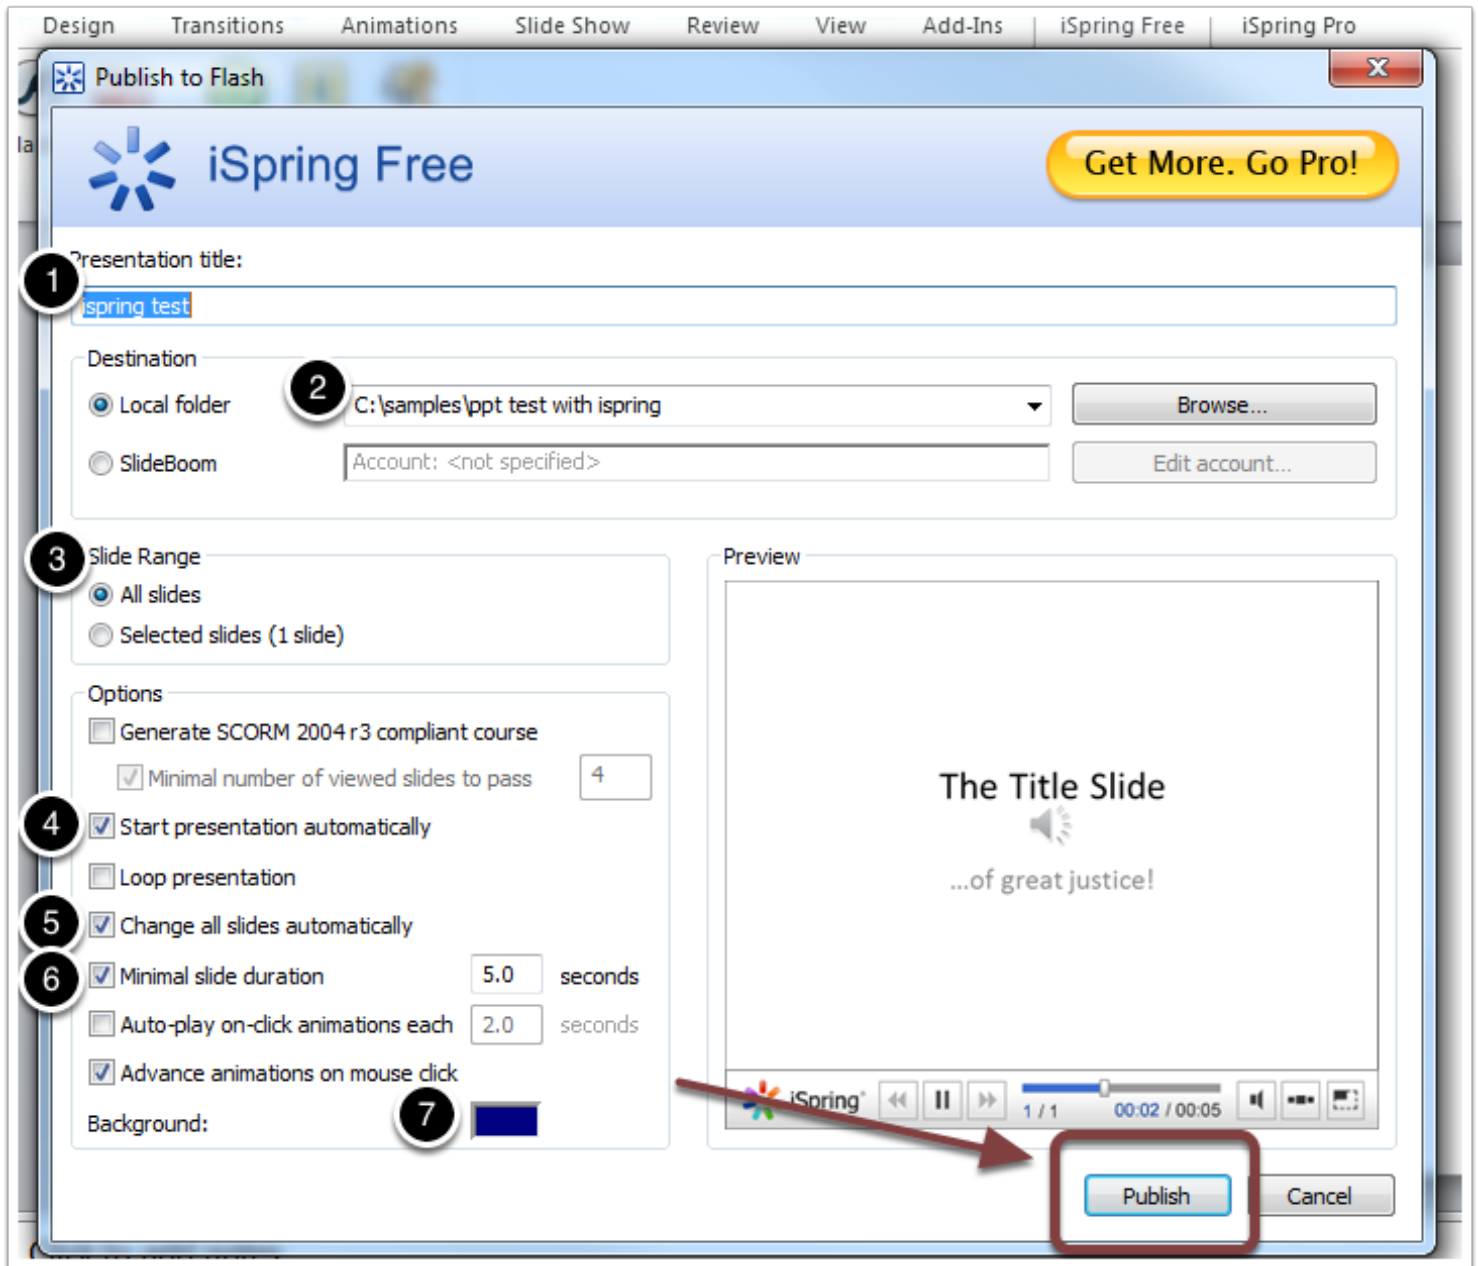 Design Transitions Animations Slide Show Review View Add-Ins iSpring Free iSpring Pro
Publish to Flash
X
la
iSpring Free
Get More. Go Pro!
Presentation title:
1
ispring test
Destination
2
Local folder C:\samples\ppt test with ispring Browse...
SlideBoom Account: <not specified> Edit account...
3
Slide Range
All slides
Selected slides (1 slide)
Options
Generate SCORM 2004 r3 compliant course
Minimal number of viewed slides to pass 4
4 Start presentation automatically
Loop presentation
5 Change all slides automatically
6 Minimal slide duration 5.0 seconds
Auto-play on-click animations each 2.0 seconds
Advance animations on mouse click
Background: 7
Preview
The Title Slide
...of great justice!
iSpring 1 / 1 00:02 / 00:05
Publish Cancel